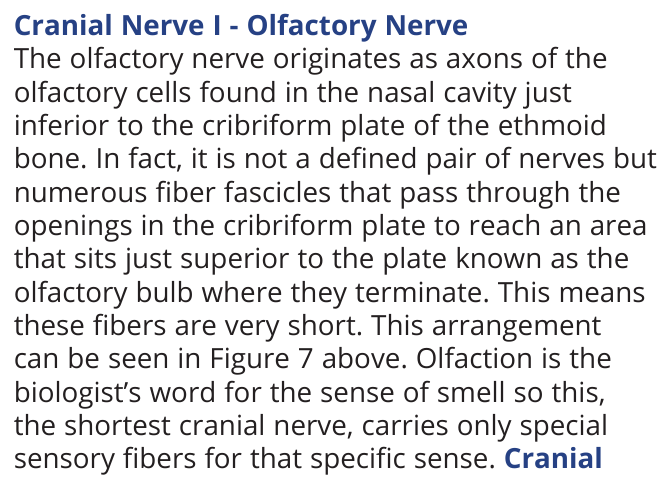 Cranial Nerve I - Olfactory Nerve
The olfactory nerve originates as axons of the
olfactory cells found in the nasal cavity just
inferior to the cribriform plate of the ethmoid
bone. In fact, it is not a defined pair of nerves but
numerous fiber fascicles that pass through the
openings in the cribriform plate to reach an area
that sits just superior to the plate known as the
olfactory bulb where they terminate. This means
these fibers are very short. This arrangement
can be seen in Figure 7 above. Olfaction is the
biologist’s word for the sense of smell so this,
the shortest cranial nerve, carries only special
sensory fibers for that specific sense. Cranial